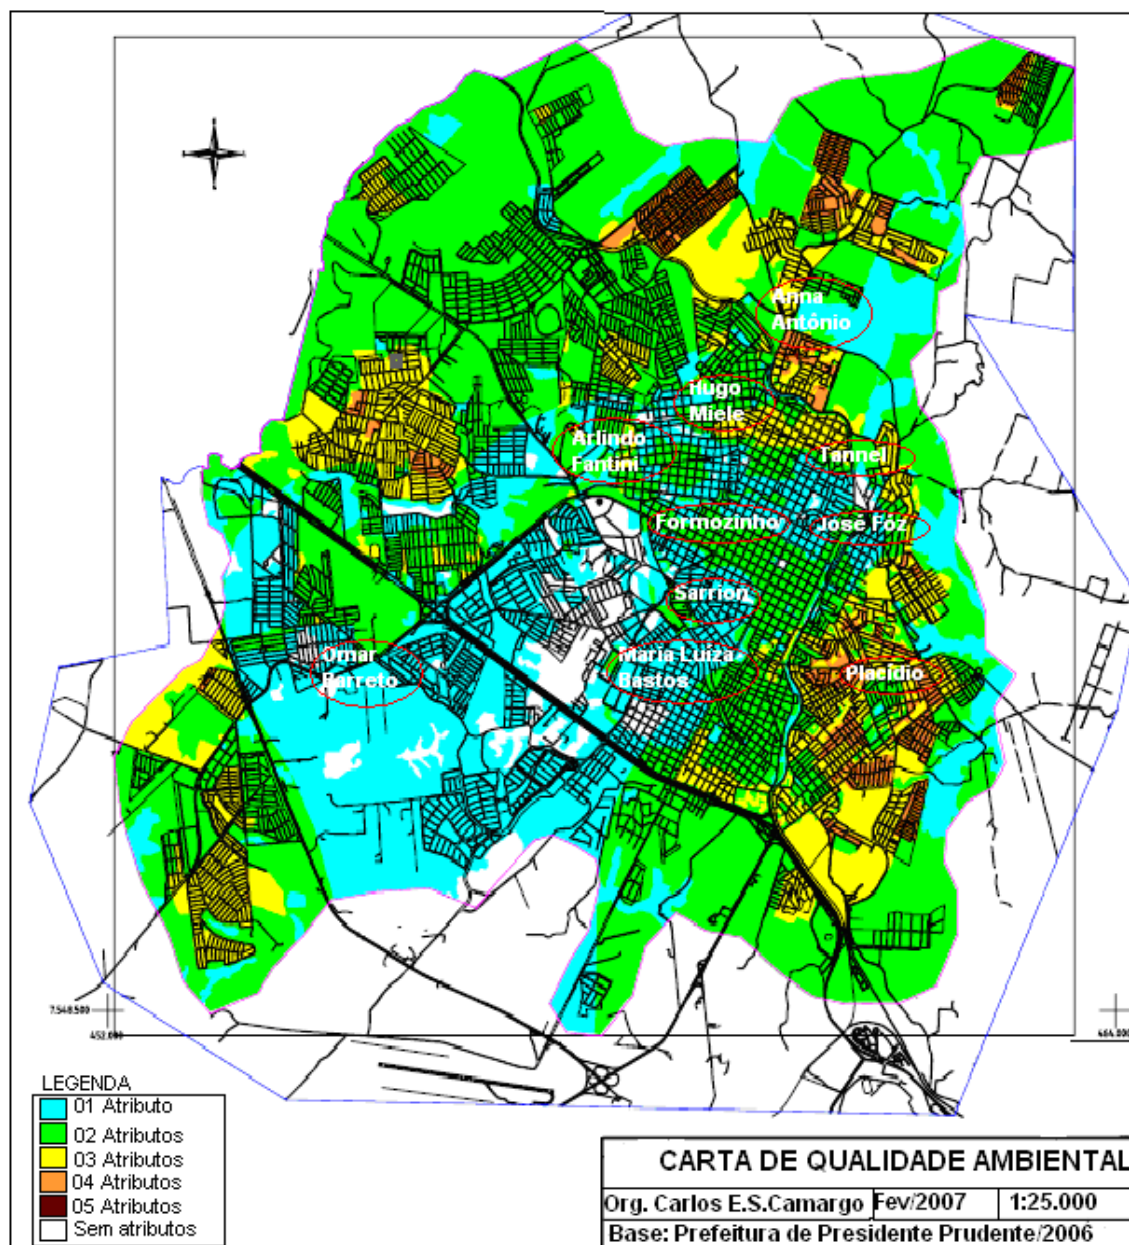 Anna
Antônio
Hugo
Miele
Arlindo
Fantini
Tannel
Formozinho
José Foz
Sarrion
Omar
Barreto
Maria Luiza
Bastos
Placidio
7.548.500
452.000
464.000
LEGENDA
01 Atributo
02 Atributos
03 Atributos
04 Atributos
05 Atributos
Sem atributos
CARTA DE QUALIDADE AMBIENTAL
Org. Carlos E.S.Camargo Fev/2007 1:25.000
Base: Prefeitura de Presidente Prudente/2006